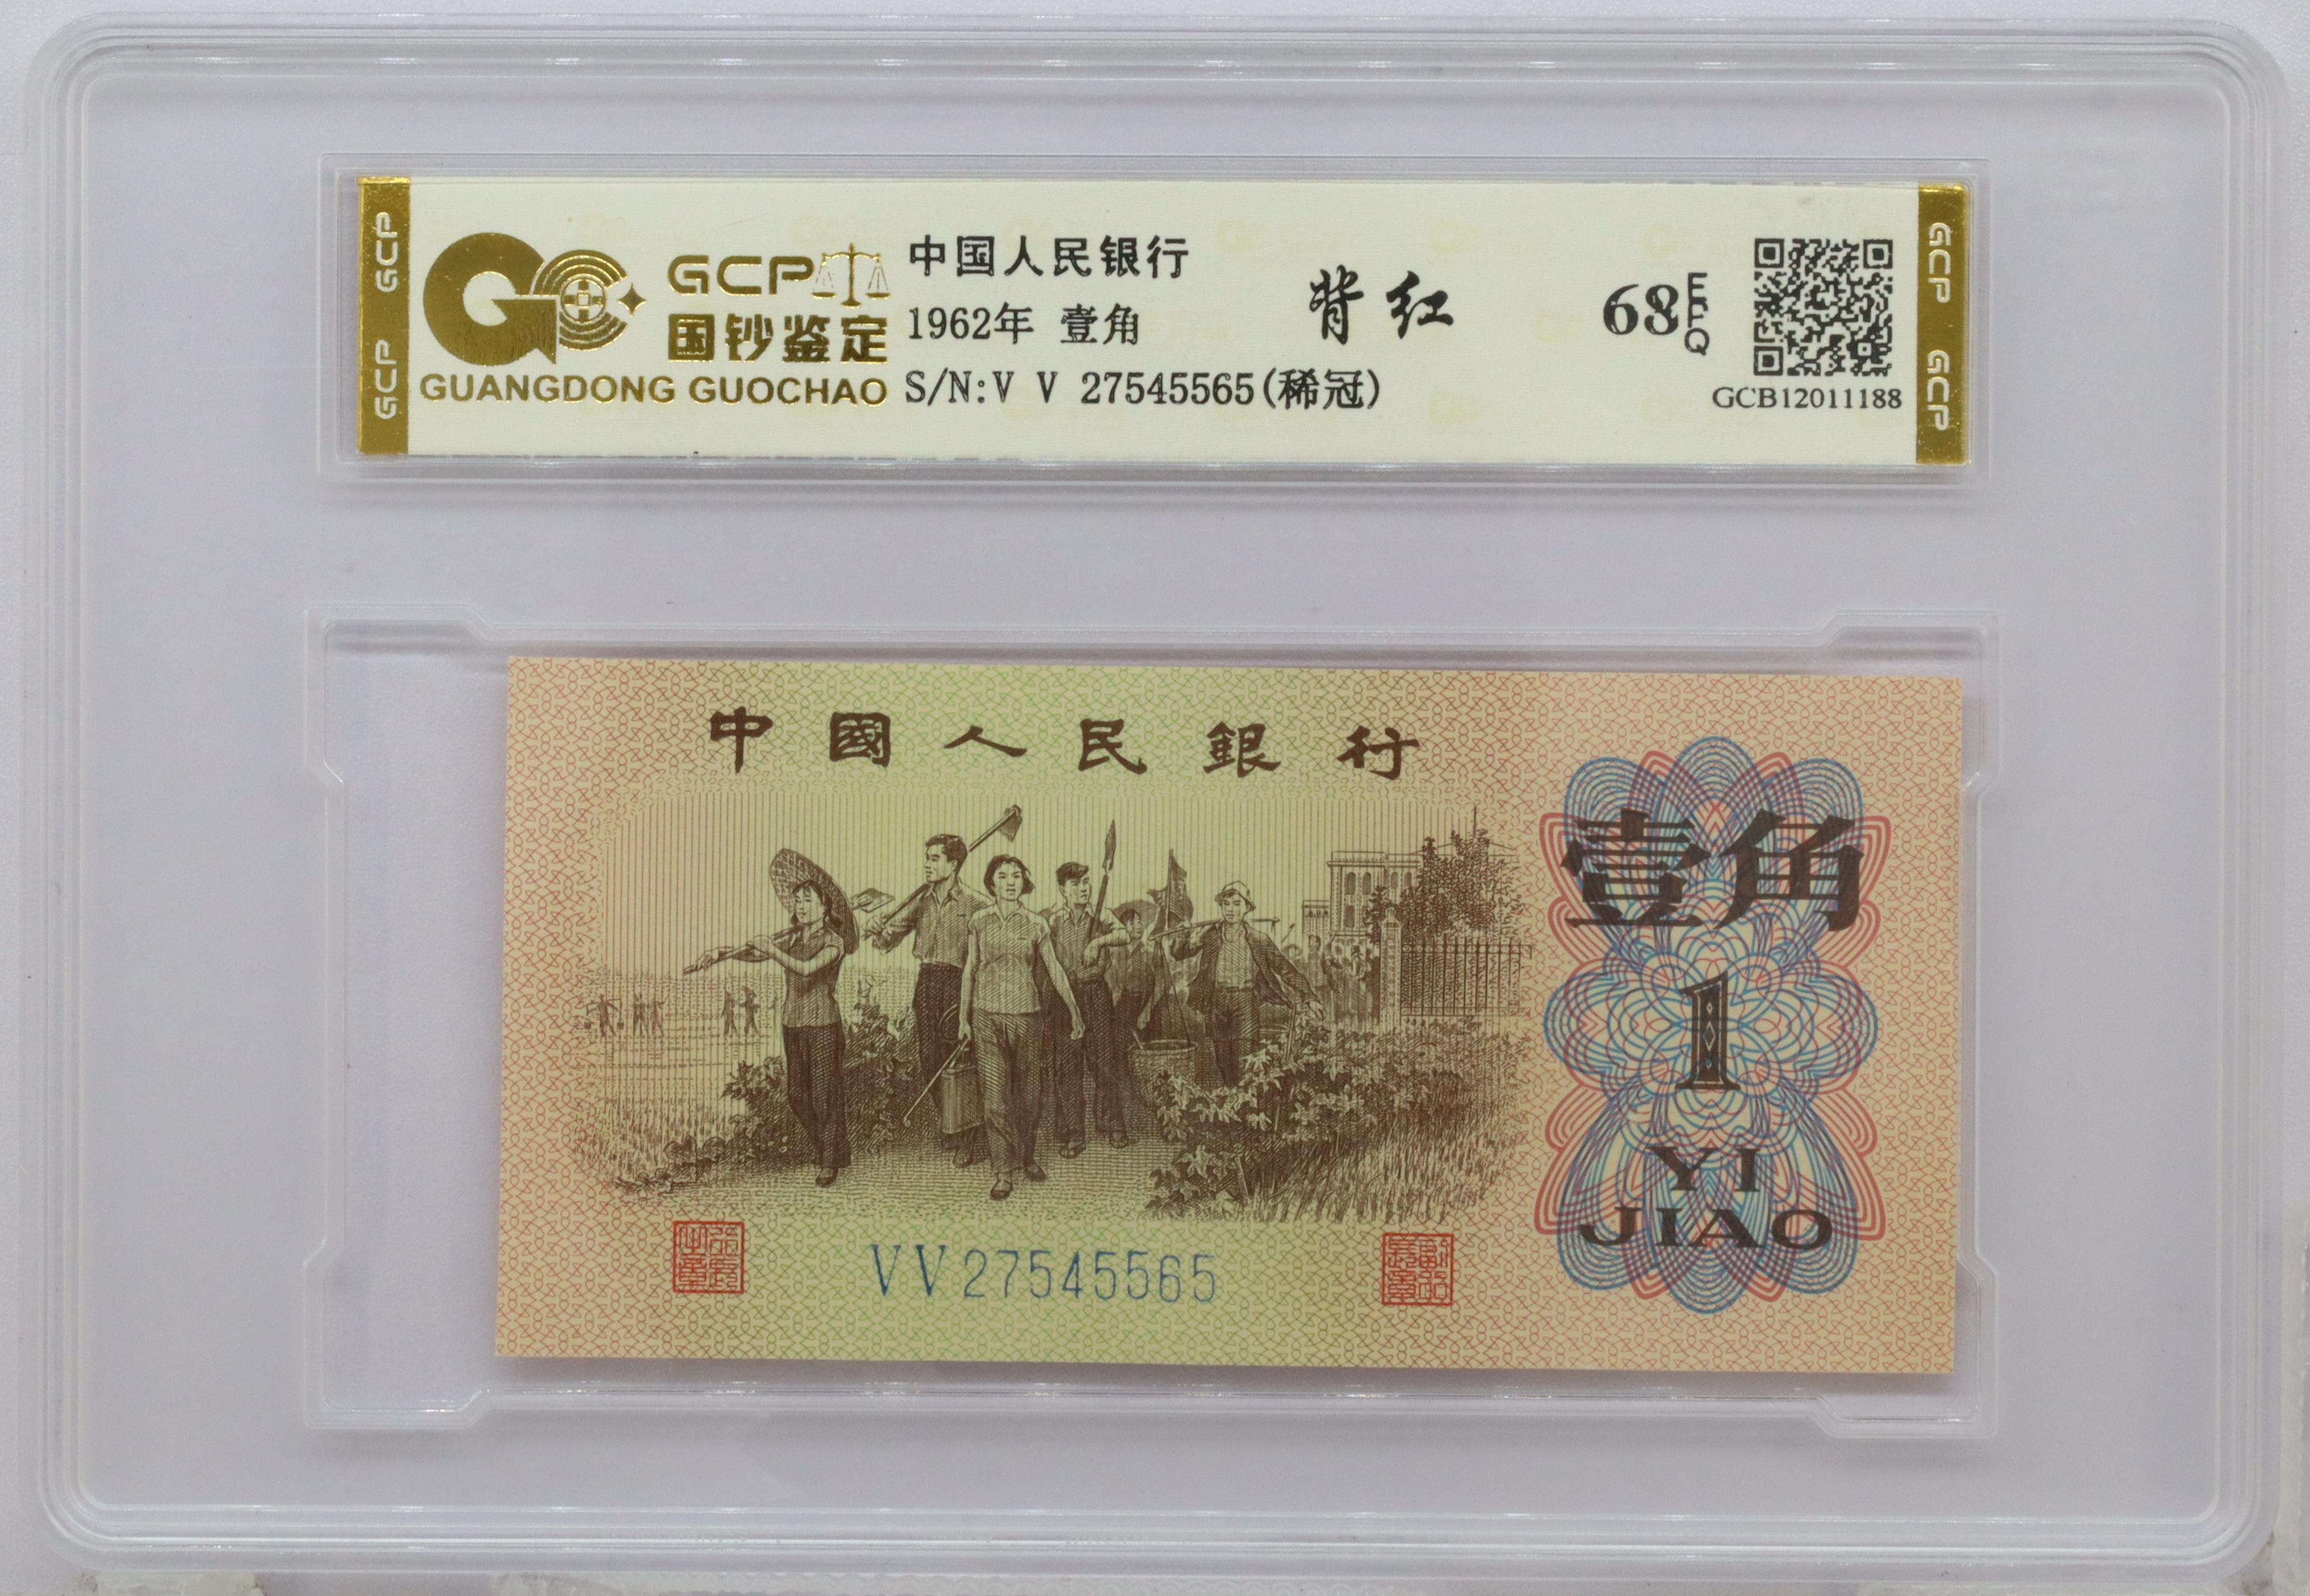 GCP GCP
GCP
国钞鉴定
GUANGDONG GUOCHAO
中国人民银行
1962年 壹角
S/N:V V 27545565(稀冠)
背红
68 EPQ
GCB12011188
GCP GCP
中國人民銀行
壹角
1
YI
JIAO
VV27545565